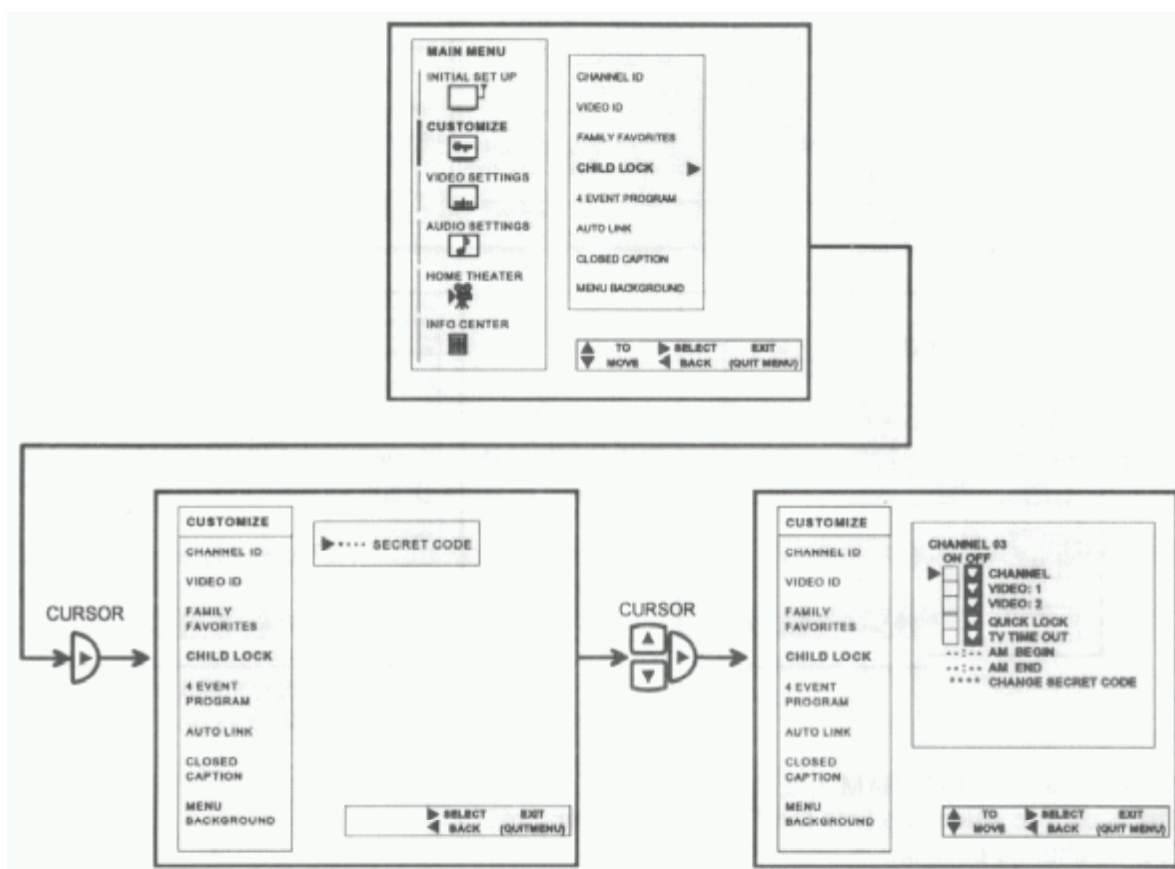 MAIN MENU
INITIAL SET UP
CUSTOMIZE
VIDEO SETTINGS
AUDIO SETTINGS
HOME THEATER
INFO CENTER
CHANNEL ID
VIDEO ID
FAMILY FAVORITES
CHILD LOCK
4 EVENT PROGRAM
AUTO LINK
CLOSED CAPTION
MENU BACKGROUND
TO SELECT EXIT
MOVE BACK (QUIT MENU)
CURSOR
CUSTOMIZE
CHANNEL ID
VIDEO ID
FAMILY
FAVORITES
CHILD LOCK
4 EVENT
PROGRAM
AUTO LINK
CLOSED
CAPTION
MENU
BACKGROUND
---- SECRET CODE
SELECT EXIT
BACK (QUITMENU)
CURSOR
CUSTOMIZE
CHANNEL ID
VIDEO ID
FAMILY
FAVORITES
CHILD LOCK
4 EVENT
PROGRAM
AUTO LINK
CLOSED
CAPTION
MENU
BACKGROUND
CHANNEL 03
ON OFF
CHANNEL
VIDEO: 1
VIDEO: 2
QUICK LOCK
TV TIME OUT
--:-- AM BEGIN
--:-- AM END
**** CHANGE SECRET CODE
TO SELECT EXIT
MOVE BACK (QUIT MENU)